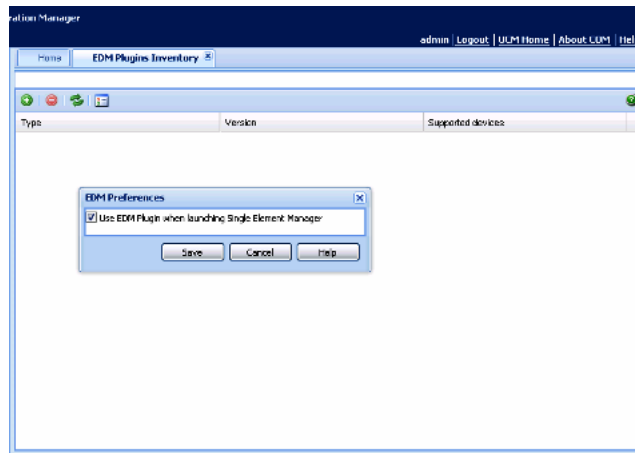 ration Manager
admin | Logout | UCM Home | About COM | Hel
Home EDM Plugins Inventory
Type Version Supported devices
EDM Preferences
Use EDM Plugin when launching Single Element Manager
Save Cancel Help